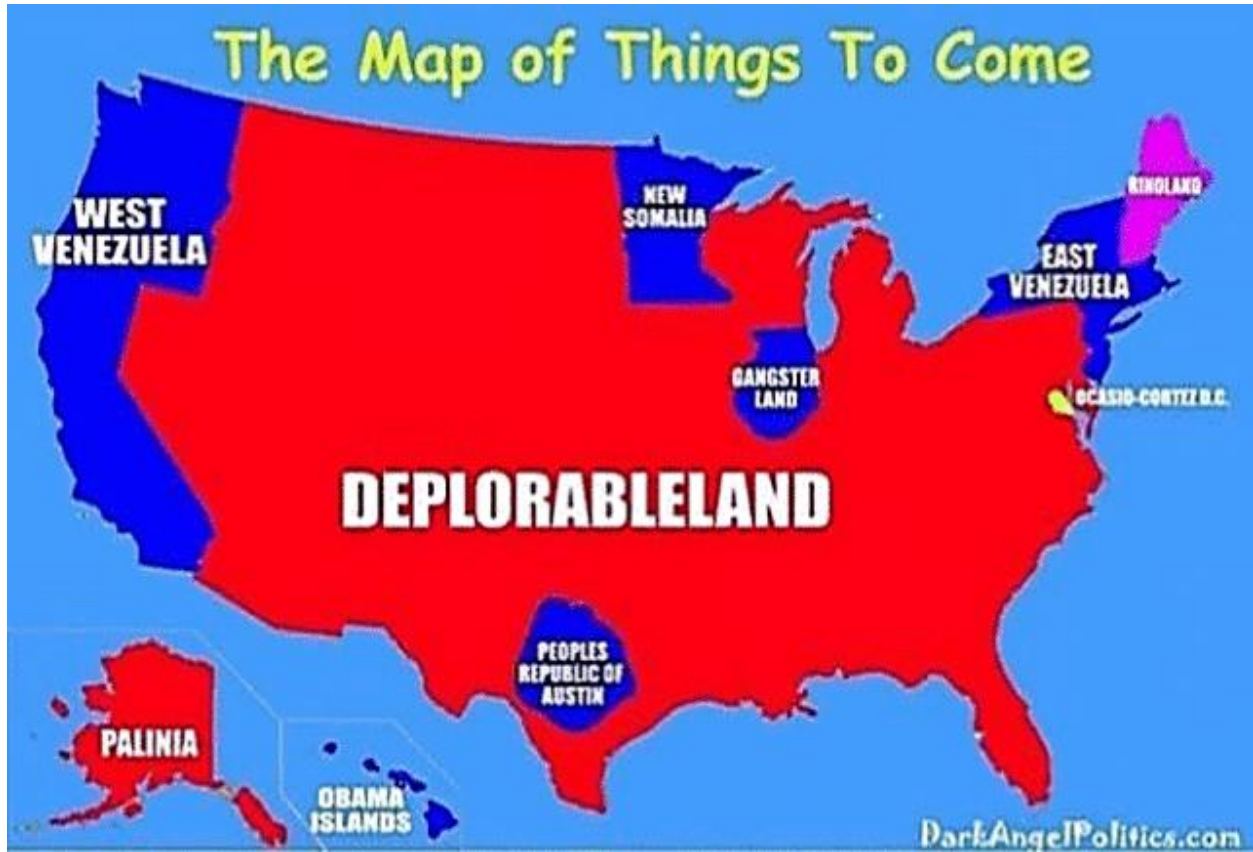 The Map of Things To Come
WEST
VENEZUELA
NEW
SOMALIA
RINOLAND
EAST
VENEZUELA
GANGSTER
LAND
OCASIO-CORTEZ D.C.
DEPLORABLELAND
PEOPLES
REPUBLIC OF
AUSTIN
PALINIA
OBAMA
ISLANDS
DarkAngelPolitics.com